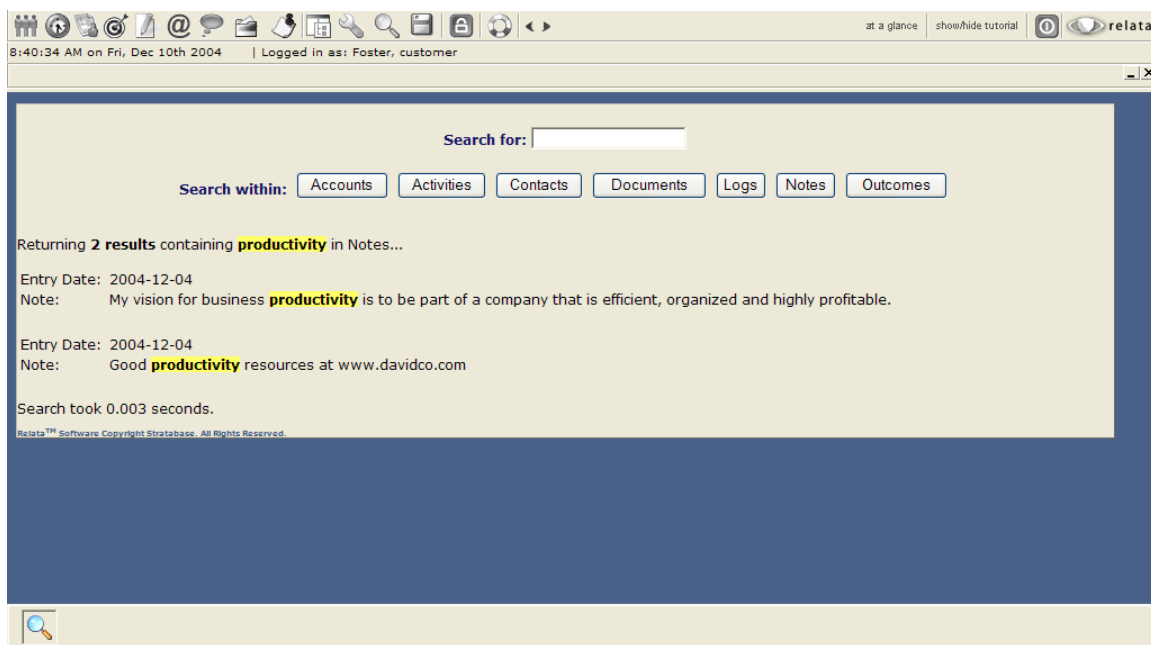 at a glance | show/hide tutorial relata
8:40:34 AM on Fri, Dec 10th 2004 | Logged in as: Foster, customer
Search for:
Search within: Accounts Activities Contacts Documents Logs Notes Outcomes
Returning 2 results containing productivity in Notes...
Entry Date: 2004-12-04
Note: My vision for business productivity is to be part of a company that is efficient, organized and highly profitable.
Entry Date: 2004-12-04
Note: Good productivity resources at www.davidco.com
Search took 0.003 seconds.
Relata™ Software Copyright Stratabase. All Rights Reserved.